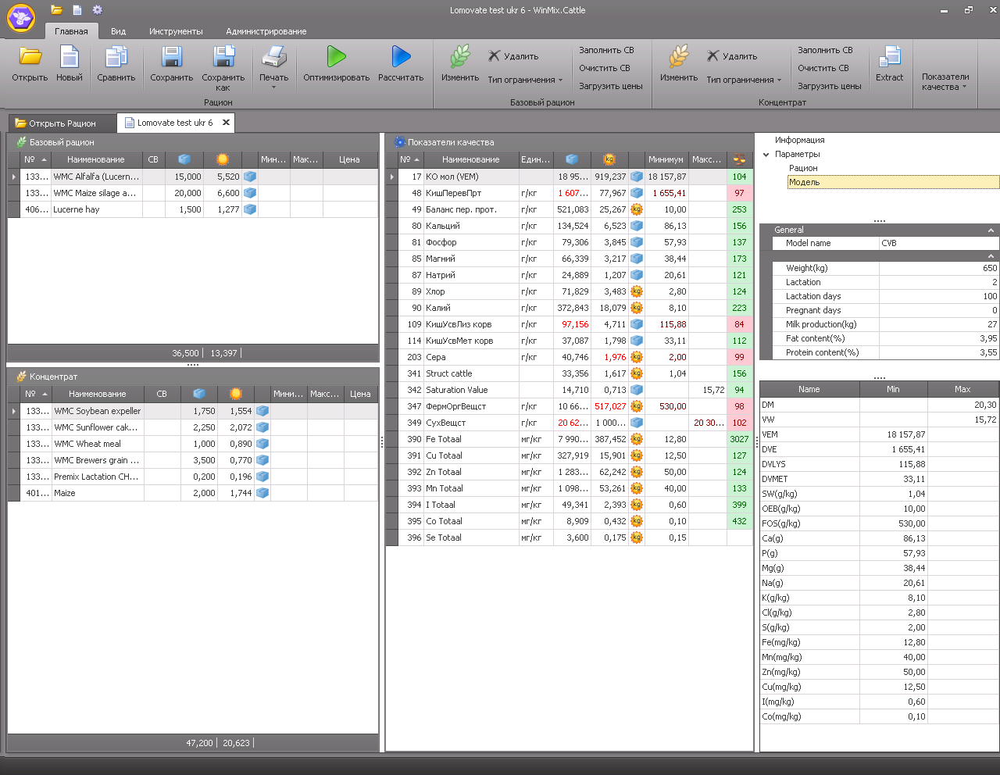 Lomovate test ukr 6 - WinMix.Cattle
Главная Вид Инструменты Администрирование
Открыть Новый Сравнить Сохранить Сохранить как Печать Оптимизировать Рассчитать Изменить Удалить Тип ограничения Заполнить СВ Очистить СВ Загрузить цены Изменить Удалить Тип ограничения Заполнить СВ Очистить СВ Загрузить цены Extract Показатели качества
Рацион Базовый рацион Концентрат
Открыть Рацион Lomovate test ukr 6
Базовый рацион
№ Наименование СВ Мин... Мак... Цена
133... WMC Alfalfa (Lucern... 15,000 5,520
133... WMC Maize silage a... 20,000 6,600
406... Lucerne hay 1,500 1,277
36,500 13,397
Концентрат
№ Наименование СВ Мини... Макс... Цена
133... WMC Soybean expeller 1,750 1,554
133... WMC Sunflower cak... 2,250 2,072
133... WMC Wheat meal 1,000 0,890
133... WMC Brewers grain ... 3,500 0,770
133... Premix Lactation CH... 0,200 0,196
401... Maize 2,000 1,744
47,200 20,623
Показатели качества
№ Наименование Един... kg Минимум Макс...
17 КО мол (VEM) 18 95... 919,237 18 157,87 104
48 КишПеревПрт г/кг 1 607... 77,967 1 655,41 97
49 Баланс пер. прот. г/кг 521,083 25,267 kg 10,00 253
80 Кальций г/кг 134,524 6,523 86,13 156
81 Фосфор г/кг 79,306 3,845 57,93 137
85 Магний г/кг 66,339 3,217 38,44 173
87 Натрий г/кг 24,889 1,207 20,61 121
89 Хлор г/кг 71,829 3,483 kg 2,80 124
90 Калий г/кг 372,843 18,079 kg 8,10 223
109 КишУсвЛиз корв г/кг 97,156 4,711 115,88 84
114 КишУсвМет корв г/кг 37,087 1,798 33,11 112
203 Сера г/кг 40,746 1,976 kg 2,00 99
341 Struct cattle 33,356 1,617 kg 1,04 156
342 Saturation Value 14,710 0,713 15,72 94
347 ФермОргВещст г/кг 10 66... 517,027 kg 530,00 98
349 СухВещст г/кг 20 62... 1 000... 20 30... 102
390 Fe Totaal мг/кг 7 990... 387,452 kg 12,80 3027
391 Cu Totaal мг/кг 327,919 15,901 kg 12,50 127
392 Zn Totaal мг/кг 1 283... 62,242 kg 50,00 124
393 Mn Totaal мг/кг 1 098... 53,261 kg 40,00 133
394 I Totaal мг/кг 49,341 2,393 kg 0,60 399
395 Co Totaal мг/кг 8,909 0,432 kg 0,10 432
396 Se Totaal мг/кг 3,600 0,175 kg 0,15
Информация
Параметры
Рацион
Модель
General
Model name CVB
Weight(kg) 650
Lactation 2
Lactation days 100
Pregnant days 0
Milk production(kg) 27
Fat content(%) 3,95
Protein content(%) 3,55
Name Min Max
DM 20,30
VW 15,72
VEM 18 157,87
DVE 1 655,41
DVLYS 115,88
DVMET 33,11
SW(g/kg) 1,04
OEB(g/kg) 10,00
FOS(g/kg) 530,00
Ca(g) 86,13
P(g) 57,93
Mg(g) 38,44
Na(g) 20,61
K(g/kg) 8,10
Cl(g/kg) 2,80
S(g/kg) 2,00
Fe(mg/kg) 12,80
Mn(mg/kg) 40,00
Zn(mg/kg) 50,00
Cu(mg/kg) 12,50
I(mg/kg) 0,60
Co(mg/kg) 0,10